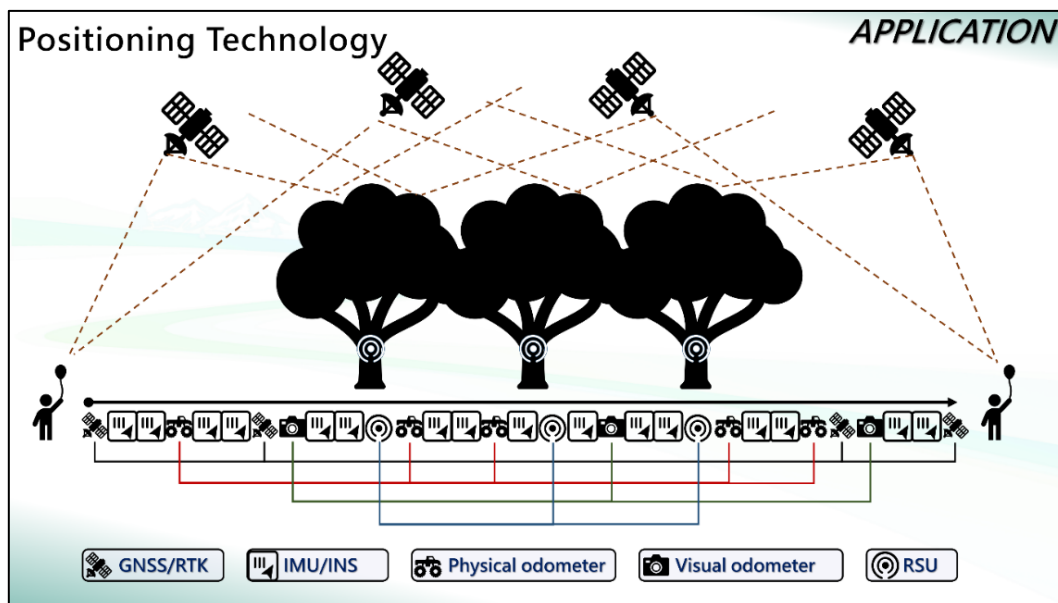 Positioning Technology
APPLICATION
GNSS/RTK
IMU/INS
Physical odometer
Visual odometer
RSU